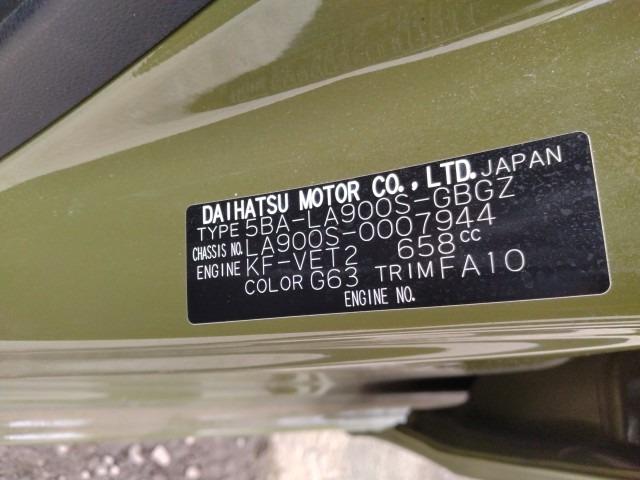 DAIHATSU MOTOR CO., LTD. JAPAN
TYPE 5BA-LA900S-GBGZ
CHASSIS NO. LA900S-0007944
ENGINE KF-VET2 658cc
COLOR G63 TRIM FA10
ENGINE NO.